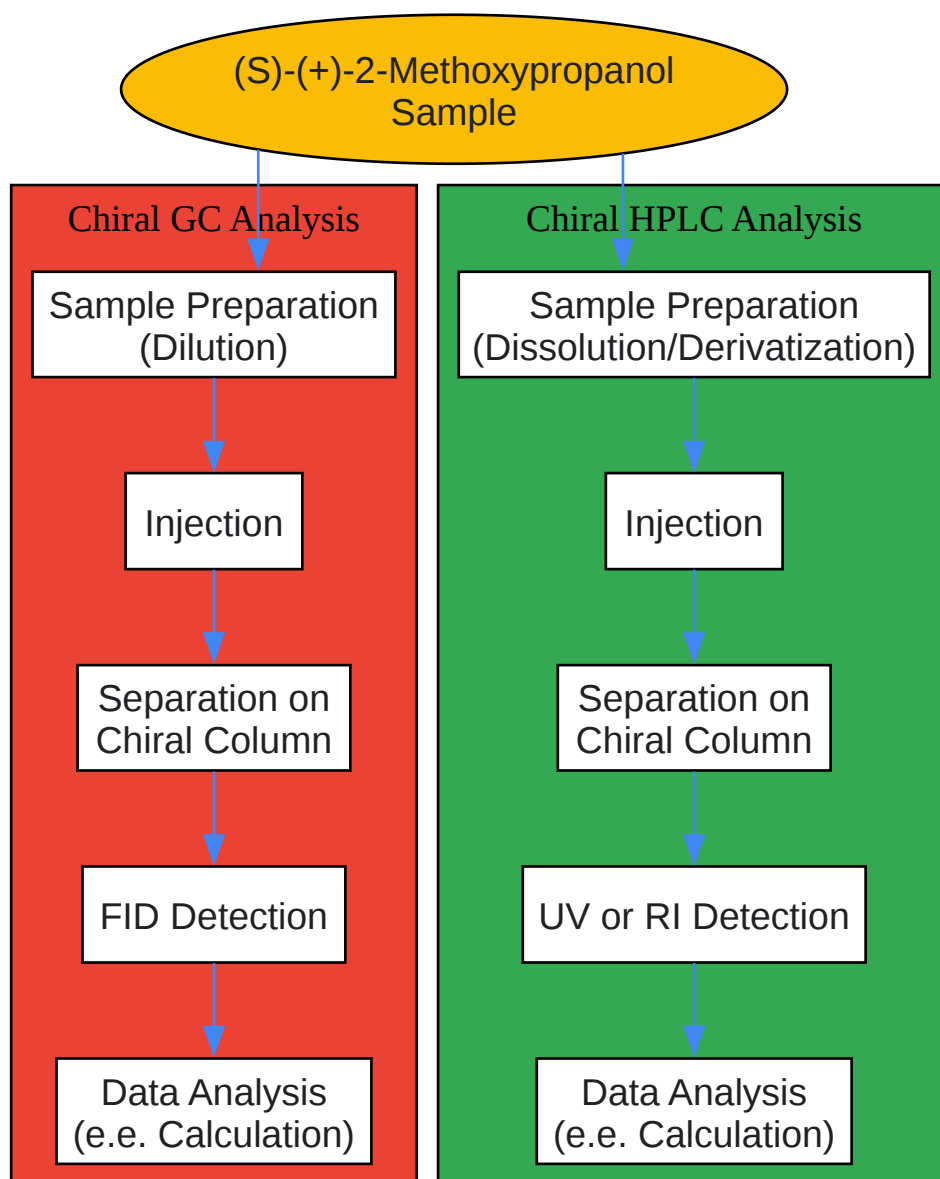 (S)-(+)-2-Methoxypropanol
Sample
Chiral GC Analysis
Sample Preparation
(Dilution)
Injection
Separation on
Chiral Column
FID Detection
Data Analysis
(e.e. Calculation)
Chiral HPLC Analysis
Sample Preparation
(Dissolution/Derivatization)
Injection
Separation on
Chiral Column
UV or RI Detection
Data Analysis
(e.e. Calculation)